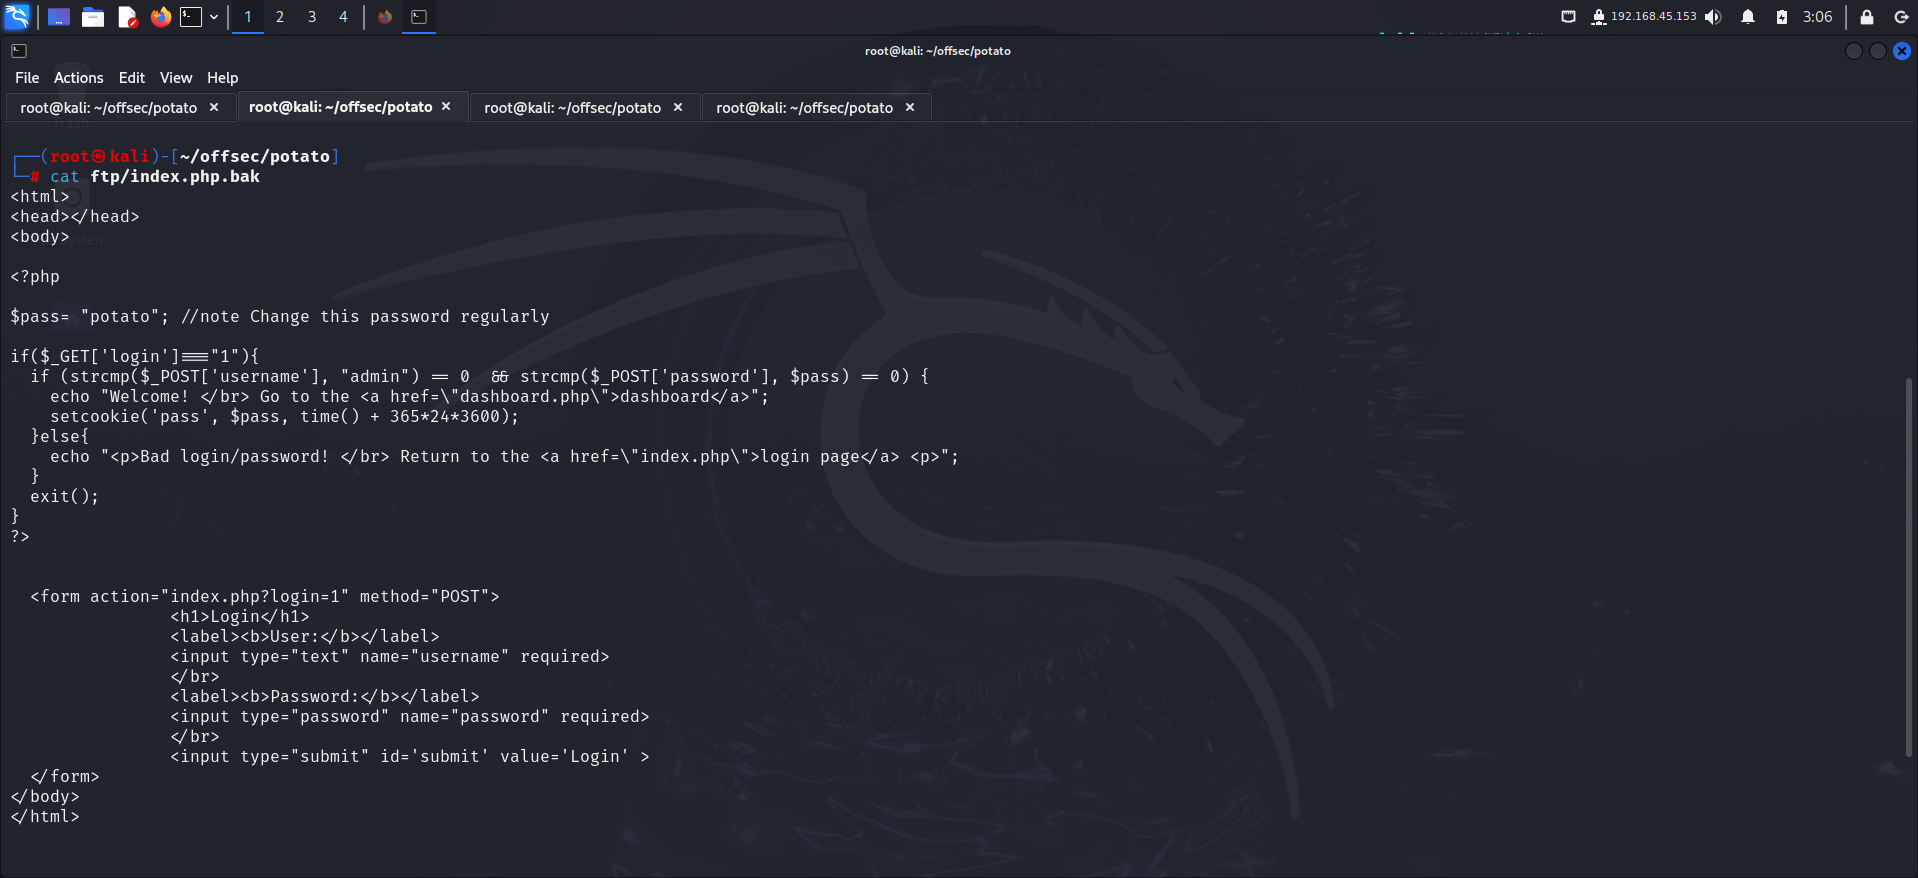 1 2 3 4 192.168.45.153 3:06
root@kali: ~/offsec/potato
File Actions Edit View Help
root@kali: ~/offsec/potato × root@kali: ~/offsec/potato × root@kali: ~/offsec/potato × root@kali: ~/offsec/potato ×
┌──(root㉿kali)-[~/offsec/potato]
└─# cat ftp/index.php.bak
<html>
<head></head>
<body>
<?php
$pass= "potato"; //note Change this password regularly
if($_GET['login']==="1"){
  if (strcmp($_POST['username'], "admin") == 0  && strcmp($_POST['password'], $pass) == 0) {
    echo "Welcome! </br> Go to the <a href=\"dashboard.php\">dashboard</a>";
    setcookie('pass', $pass, time() + 365*24*3600);
  }else{
    echo "<p>Bad login/password! </br> Return to the <a href=\"index.php\">login page</a> <p>";
  }
  exit();
}
?>
  <form action="index.php?login=1" method="POST">
                <h1>Login</h1>
                <label><b>User:</b></label>
                <input type="text" name="username" required>
                </br>
                <label><b>Password:</b></label>
                <input type="password" name="password" required>
                </br>
                <input type="submit" id='submit' value='Login' >
  </form>
</body>
</html>